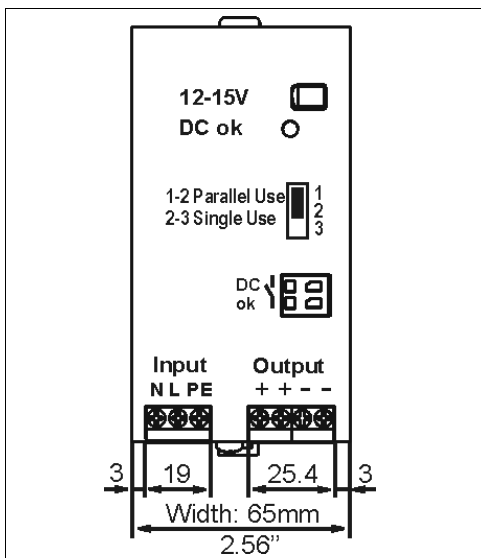 12-15V
DC ok
1-2 Parallel Use 1
2-3 Single Use 2
3
DC
ok
Input Output
N L PE + + - -
3 19 25.4 3
Width: 65mm
2.56"